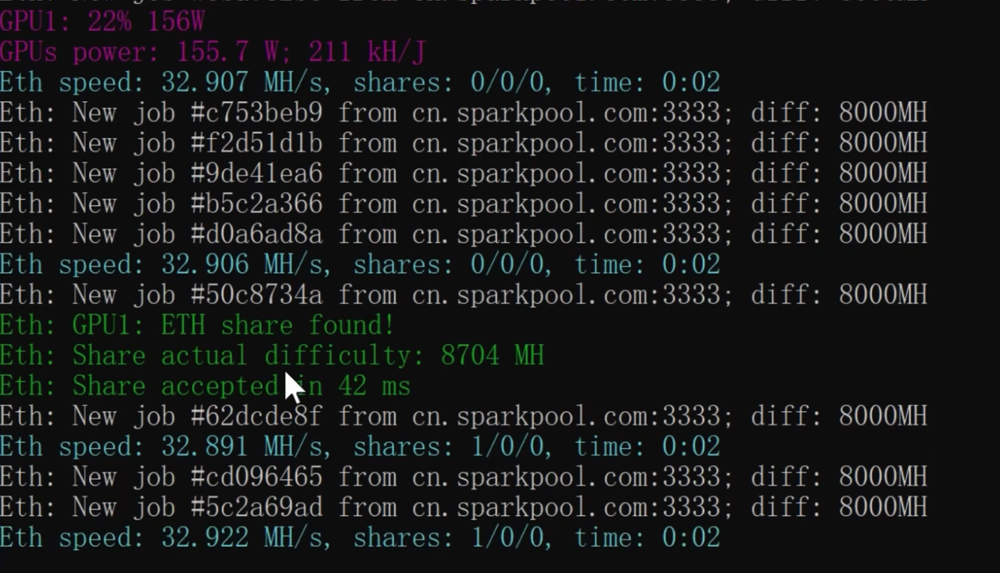 GPU1: 22% 156W
GPUs power: 155.7 W; 211 kH/J
Eth speed: 32.907 MH/s, shares: 0/0/0, time: 0:02
Eth: New job #c753beb9 from cn.sparkpool.com:3333; diff: 8000MH
Eth: New job #f2d51d1b from cn.sparkpool.com:3333; diff: 8000MH
Eth: New job #9de41ea6 from cn.sparkpool.com:3333; diff: 8000MH
Eth: New job #b5c2a366 from cn.sparkpool.com:3333; diff: 8000MH
Eth: New job #d0a6ad8a from cn.sparkpool.com:3333; diff: 8000MH
Eth speed: 32.906 MH/s, shares: 0/0/0, time: 0:02
Eth: New job #50c8734a from cn.sparkpool.com:3333; diff: 8000MH
Eth: GPU1: ETH share found!
Eth: Share actual difficulty: 8704 MH
Eth: Share accepted in 42 ms
Eth: New job #62dcde8f from cn.sparkpool.com:3333; diff: 8000MH
Eth speed: 32.891 MH/s, shares: 1/0/0, time: 0:02
Eth: New job #cd096465 from cn.sparkpool.com:3333; diff: 8000MH
Eth: New job #5c2a69ad from cn.sparkpool.com:3333; diff: 8000MH
Eth speed: 32.922 MH/s, shares: 1/0/0, time: 0:02